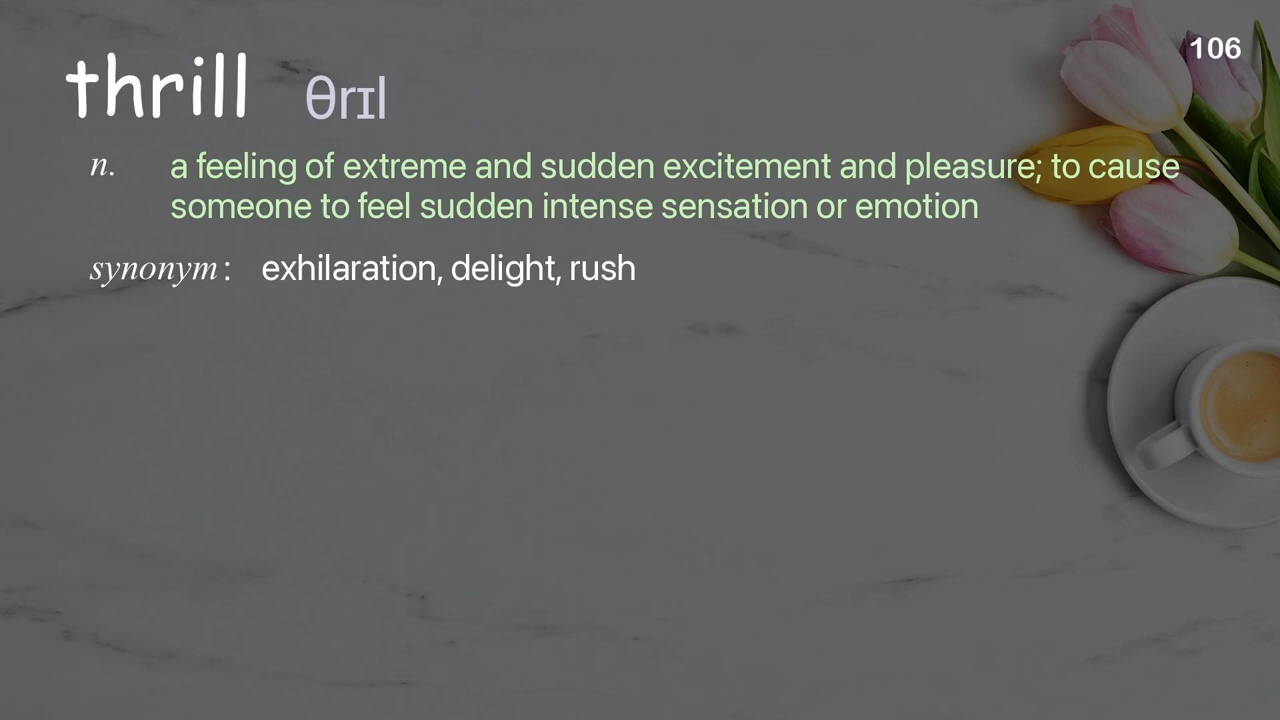 106
thrill θrɪl
n. a feeling of extreme and sudden excitement and pleasure; to cause
someone to feel sudden intense sensation or emotion
synonym: exhilaration, delight, rush